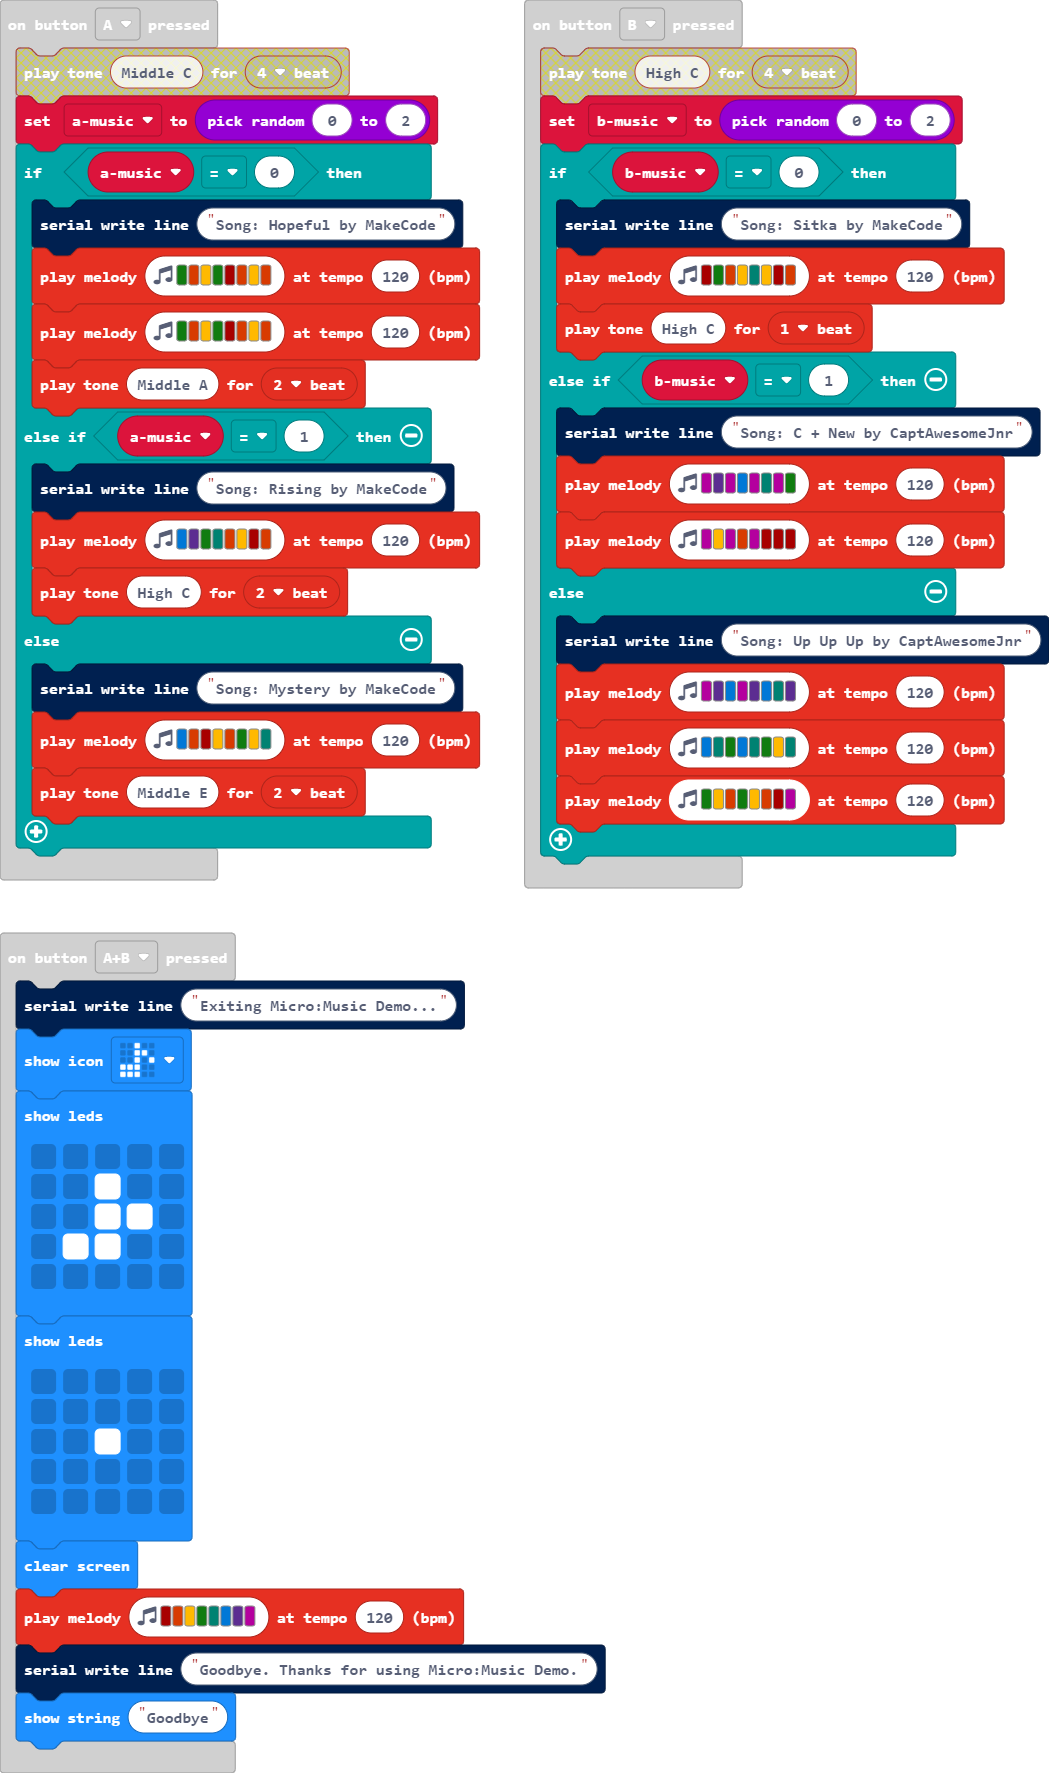 on button A pressed
play tone Middle C for 4 beat
set a-music to pick random 0 to 2
if a-music = 0 then
serial write line "Song: Hopeful by MakeCode"
play melody at tempo 120 (bpm)
play melody at tempo 120 (bpm)
play tone Middle A for 2 beat
else if a-music = 1 then
serial write line "Song: Rising by MakeCode"
play melody at tempo 120 (bpm)
play tone High C for 2 beat
else
serial write line "Song: Mystery by MakeCode"
play melody at tempo 120 (bpm)
play tone Middle E for 2 beat
on button B pressed
play tone High C for 4 beat
set b-music to pick random 0 to 2
if b-music = 0 then
serial write line "Song: Sitka by MakeCode"
play melody at tempo 120 (bpm)
play tone High C for 1 beat
else if b-music = 1 then
serial write line "Song: C + New by CaptAwesomeJnr"
play melody at tempo 120 (bpm)
play melody at tempo 120 (bpm)
else
serial write line "Song: Up Up Up by CaptAwesomeJnr"
play melody at tempo 120 (bpm)
play melody at tempo 120 (bpm)
play melody at tempo 120 (bpm)
on button A+B pressed
serial write line "Exiting Micro:Music Demo..."
show icon
show leds
show leds
clear screen
play melody at tempo 120 (bpm)
serial write line "Goodbye. Thanks for using Micro:Music Demo."
show string "Goodbye"